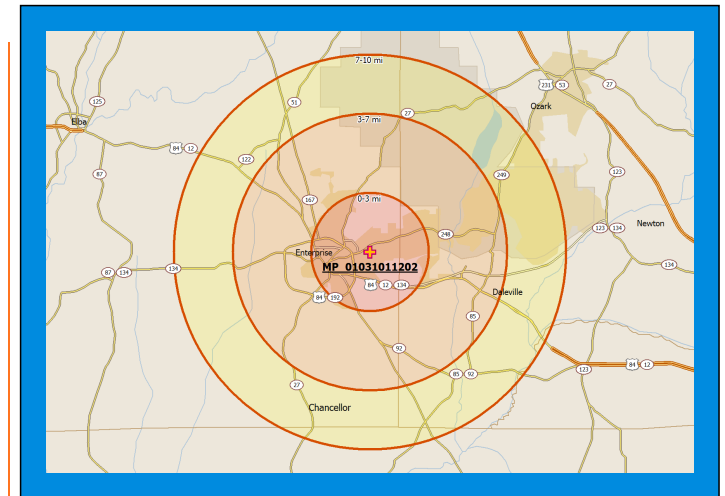 7-10 mi
51
125
231 53
27
Elba
Ozark
27
3-7 mi
84 12
122
87
249
123
167
0-3 mi
Newton
248
123 134
Enterprise
134
MP_01031011202
87 134
134
84 12 134
Daleville
84 192
85
92
84 12
123
85 92
27
Chancellor